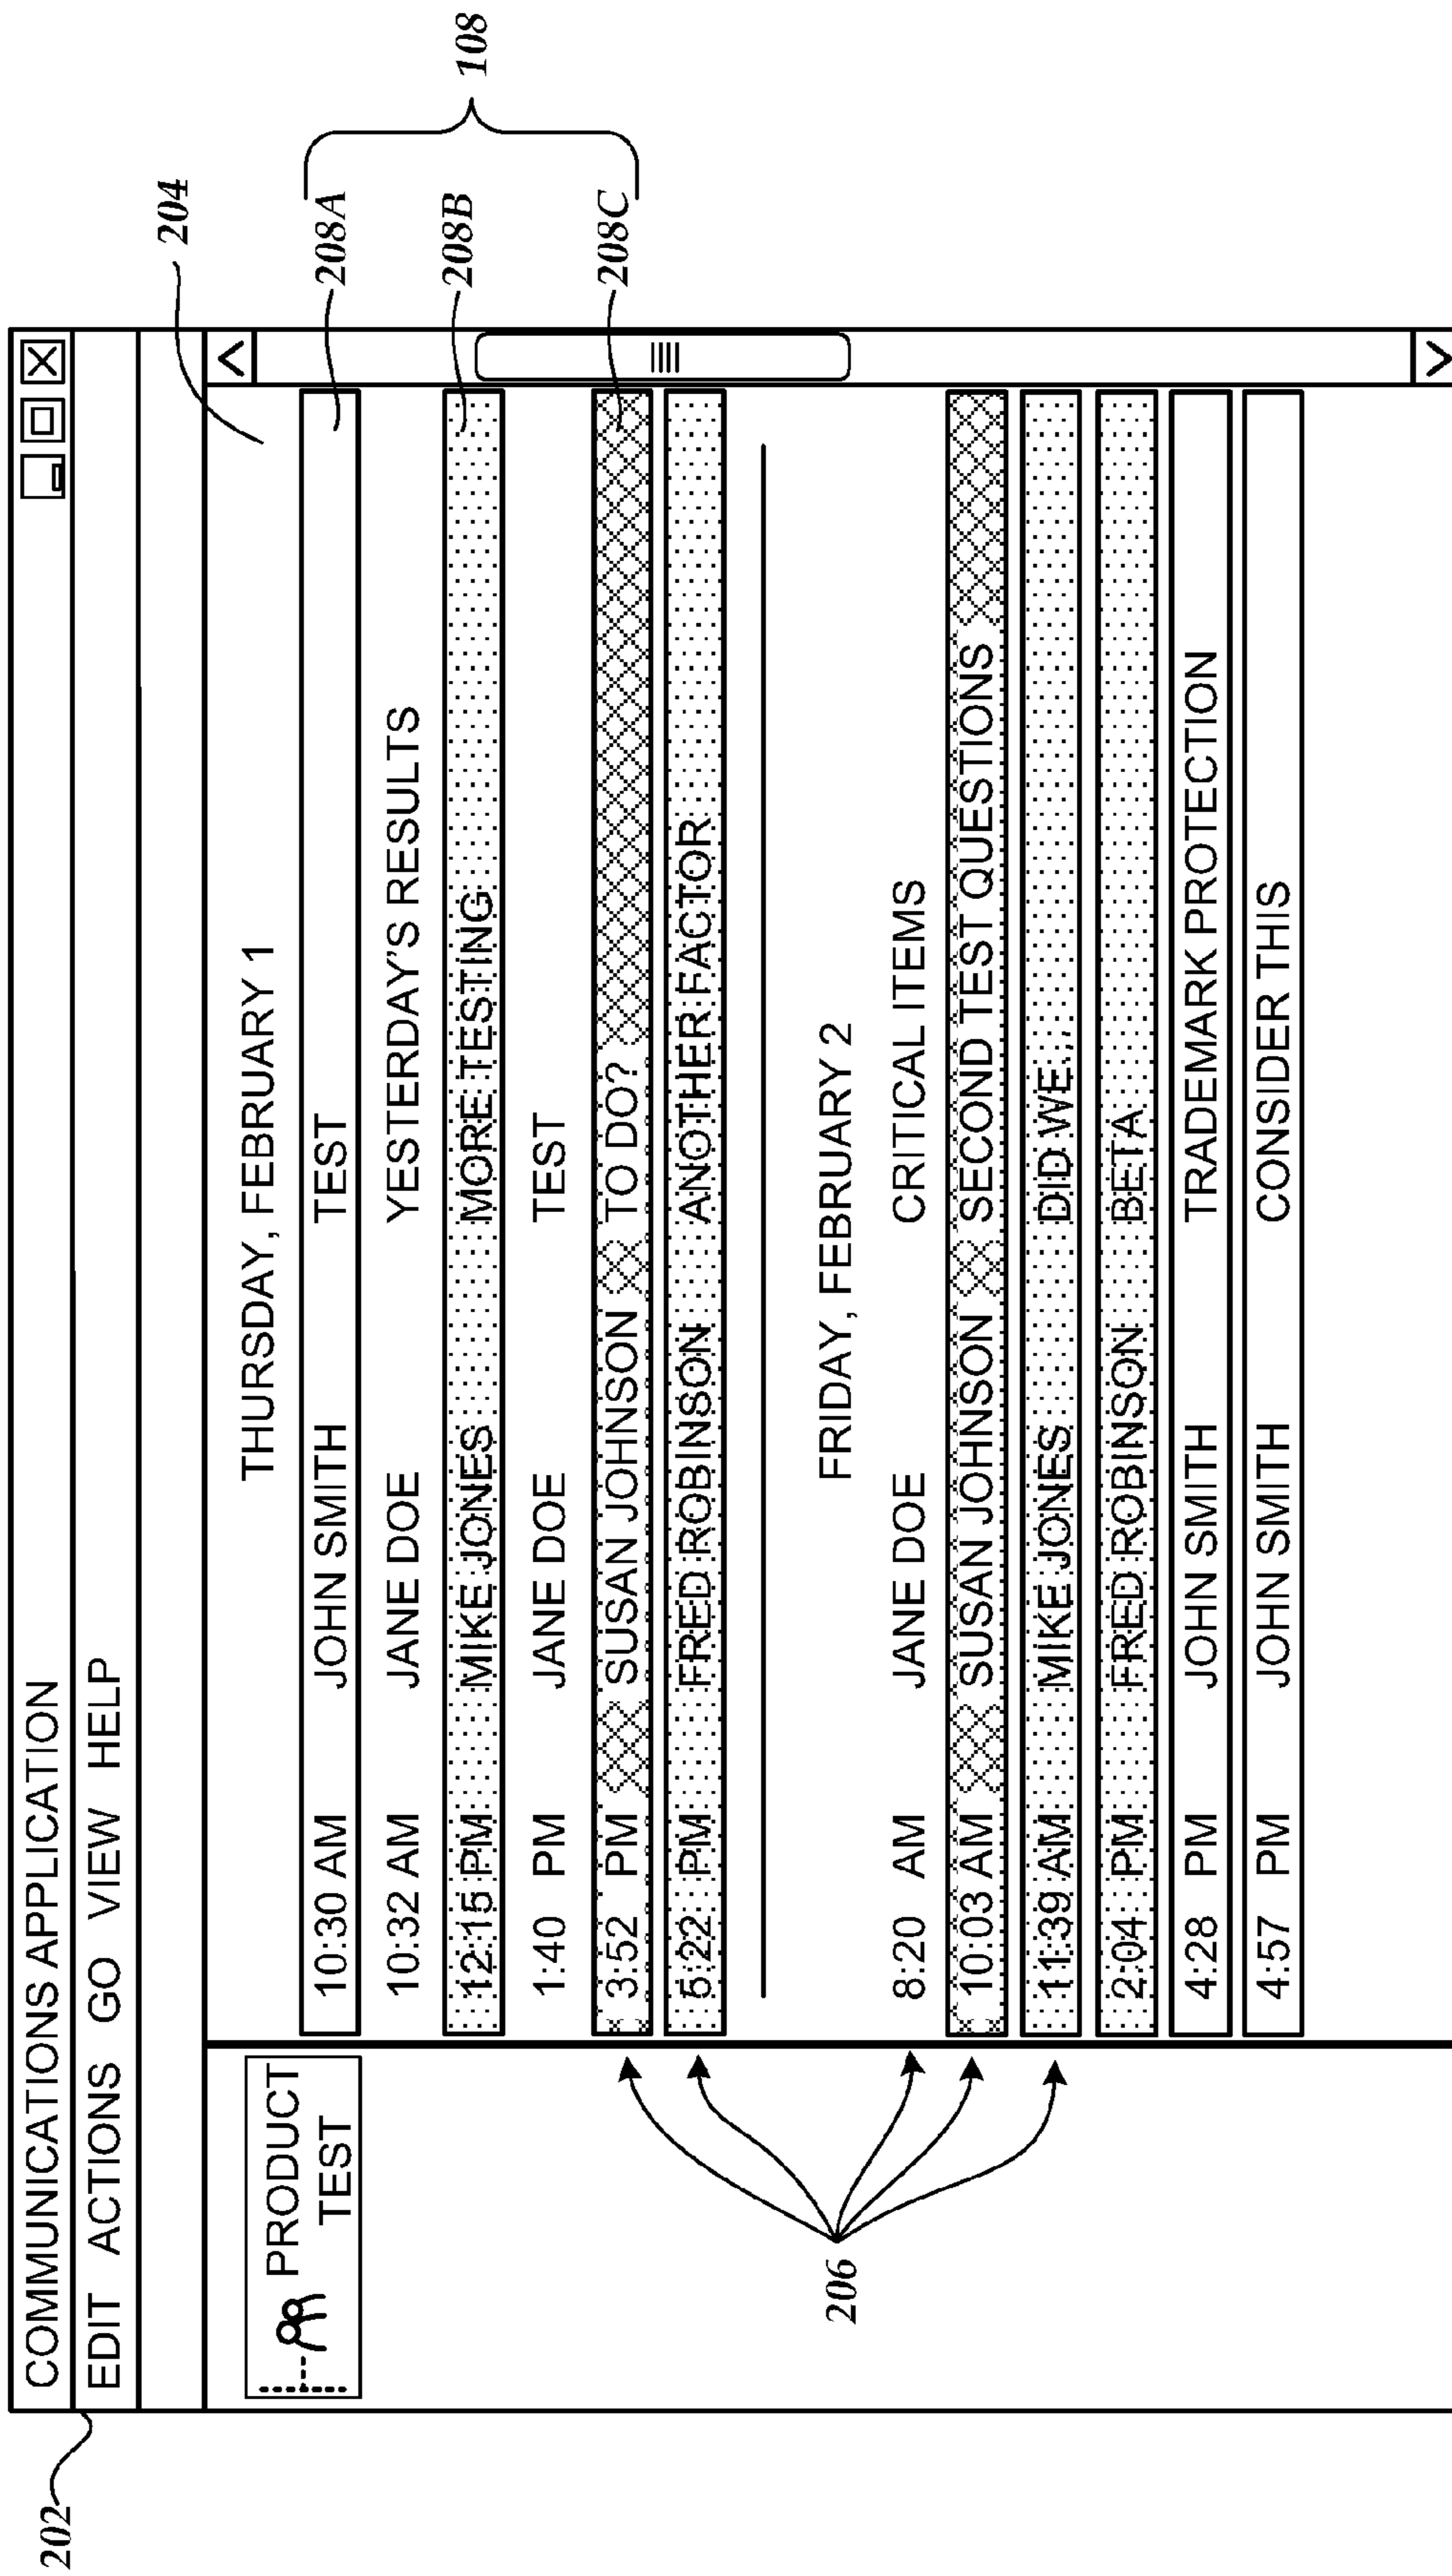 202
COMMUNICATIONS APPLICATION
EDIT ACTIONS GO VIEW HELP
204
PRODUCT
TEST
THURSDAY, FEBRUARY 1
10:30 AM JOHN SMITH TEST
208A
10:32 AM JANE DOE YESTERDAY'S RESULTS
12:15 PM MIKE JONES MORE TESTING
208B
108
1:40 PM JANE DOE TEST
3:52 PM SUSAN JOHNSON TO DO?
208C
5:22 PM FRED ROBINSON ANOTHER FACTOR
206
FRIDAY, FEBRUARY 2
8:20 AM JANE DOE CRITICAL ITEMS
10:03 AM SUSAN JOHNSON SECOND TEST QUESTIONS
11:39 AM MIKE JONES DID WE...
2:04 PM FRED ROBINSON BETA
4:28 PM JOHN SMITH TRADEMARK PROTECTION
4:57 PM JOHN SMITH CONSIDER THIS